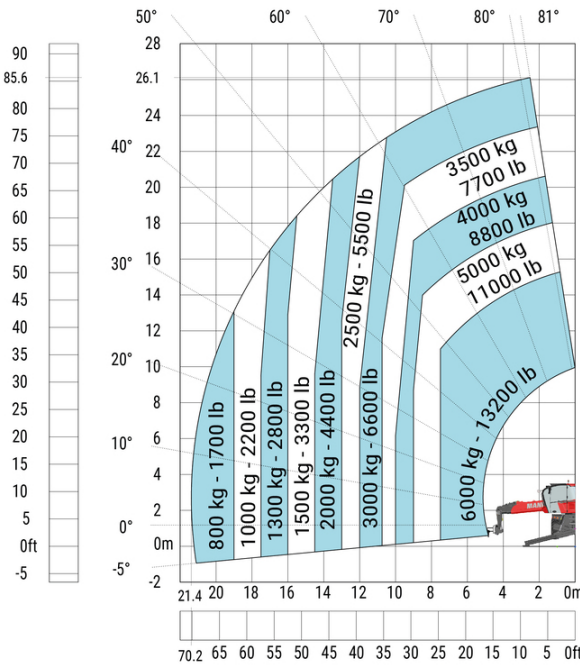 50° 60° 70° 80° 81°
90 28
85.6 26.1
80 24
75
70 40° 22
65 20
60
55 18
50 30° 16
45 14
40 12
35 20°
30 10
25 8
20 6
15 10° 4
10 2
5 0°
0ft 0m
-5 -5° -2
3500 kg
7700 lb
4000 kg
8800 lb
5000 kg
11000 lb
6000 kg - 13200 lb
800 kg - 1700 lb
1000 kg - 2200 lb
1300 kg - 2800 lb
1500 kg - 3300 lb
2000 kg - 4400 lb
2500 kg - 5500 lb
3000 kg - 6600 lb
21.4 20 18 16 14 12 10 8 6 4 2 0m
70.2 65 60 55 50 45 40 35 30 25 20 15 10 5 0ft